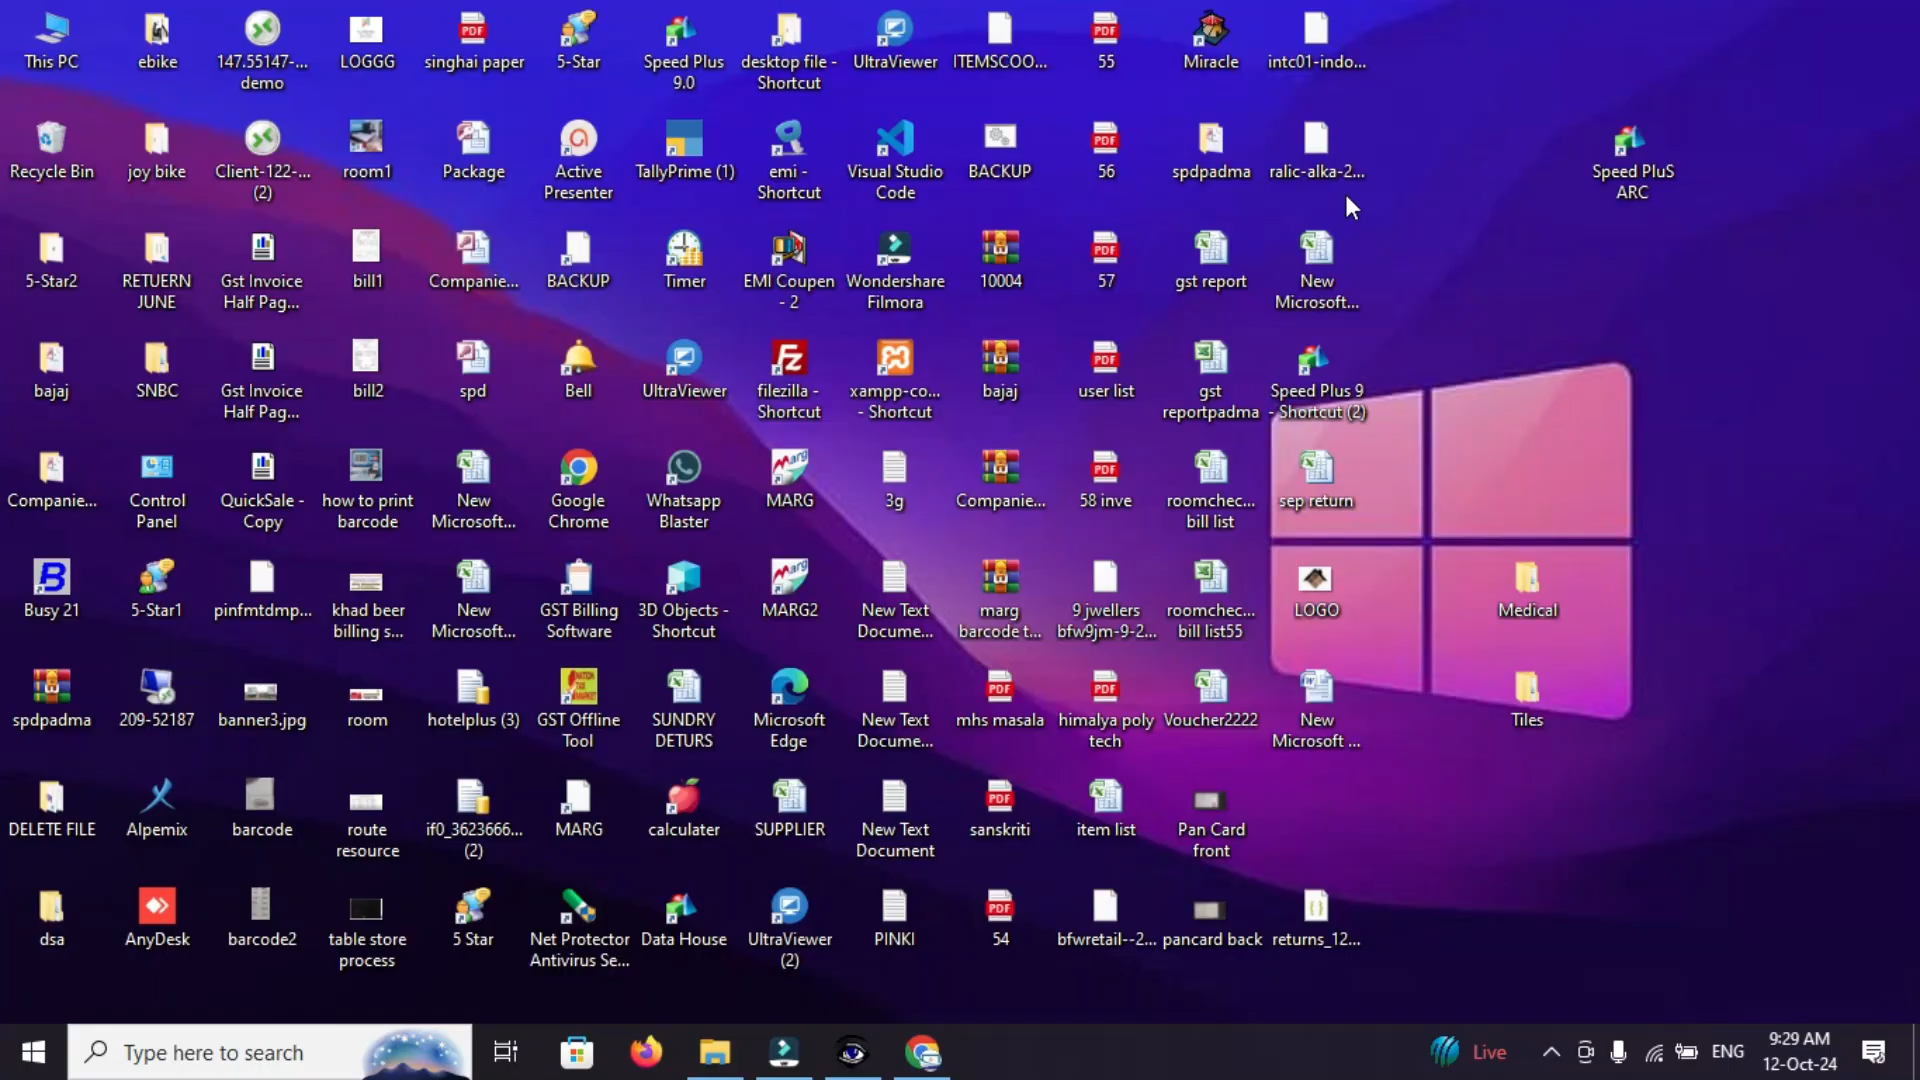 This PC
ebike
147.55147-...
demo
LOGGG
singhai paper
5-Star
Speed Plus
9.0
desktop file -
Shortcut
UltraViewer
ITEMSCOO...
55
Miracle
intc01-indo...
Recycle Bin
joy bike
Client-122-...
(2)
room1
Package
Active
Presenter
TallyPrime (1)
emi -
Shortcut
Visual Studio
Code
BACKUP
56
spdpadma
ralic-alka-2...
Speed PluS
ARC
5-Star2
RETUERN
JUNE
Gst Invoice
Half Pag...
bill1
Companie...
BACKUP
Timer
EMI Coupen
- 2
Wondershare
Filmora
10004
57
gst report
New
Microsoft...
bajaj
SNBC
Gst Invoice
Half Pag...
bill2
spd
Bell
UltraViewer
filezilla -
Shortcut
xampp-co...
- Shortcut
bajaj
user list
gst
reportpadma
Speed Plus 9
- Shortcut (2)
Companie...
Control
Panel
QuickSale -
Copy
how to print
barcode
New
Microsoft...
Google
Chrome
Whatsapp
Blaster
MARG
3g
Companie...
58 inve
roomchec...
bill list
sep return
Busy 21
5-Star1
pinfmtdmp...
khad beer
billing s...
New
Microsoft...
GST Billing
Software
3D Objects -
Shortcut
MARG2
New Text
Docume...
marg
barcode t...
9 jwellers
bfw9jm-9-2...
roomchec...
bill list55
LOGO
Medical
spdpadma
209-52187
banner3.jpg
room
hotelplus (3)
GST Offline
Tool
SUNDRY
DETURS
Microsoft
Edge
New Text
Docume...
mhs masala
himalya poly
tech
Voucher2222
New
Microsoft ...
Tiles
DELETE FILE
Alpemix
barcode
route
resource
if0_3623666...
(2)
MARG
calculater
SUPPLIER
New Text
Document
sanskriti
item list
Pan Card
front
dsa
AnyDesk
barcode2
table store
process
5 Star
Net Protector
Antivirus Se...
Data House
UltraViewer
(2)
PINKI
54
bfwretail--2...
pancard back
returns_12...
Type here to search
Live
ENG
9:29 AM
12-Oct-24